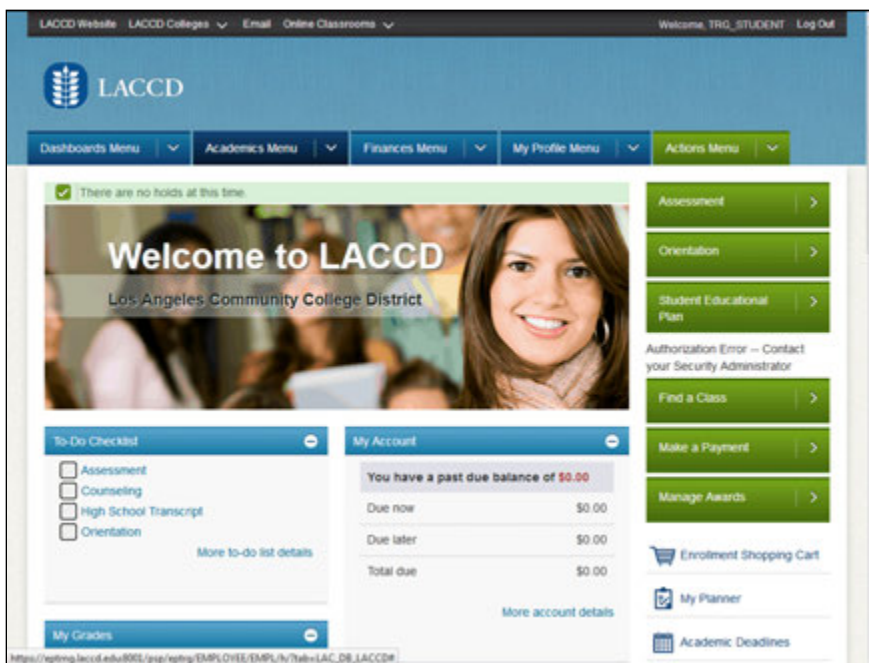 LACCD Website LACCD Colleges Email Online Classrooms Welcome, TRG_STUDENT Log Out
LACCD
Dashboards Menu Academics Menu Finances Menu My Profile Menu Actions Menu
There are no holds at this time.
Welcome to LACCD
Los Angeles Community College District
Assessment
Orientation
Student Educational
Plan
Authorization Error -- Contact
your Security Administrator
Find a Class
Make a Payment
Manage Awards
To-Do Checklist
Assessment
Counseling
High School Transcript
Orientation
More to-do list details
My Account
You have a past due balance of $0.00
Due now $0.00
Due later $0.00
Total due $0.00
More account details
Enrollment Shopping Cart
My Planner
Academic Deadlines
My Grades